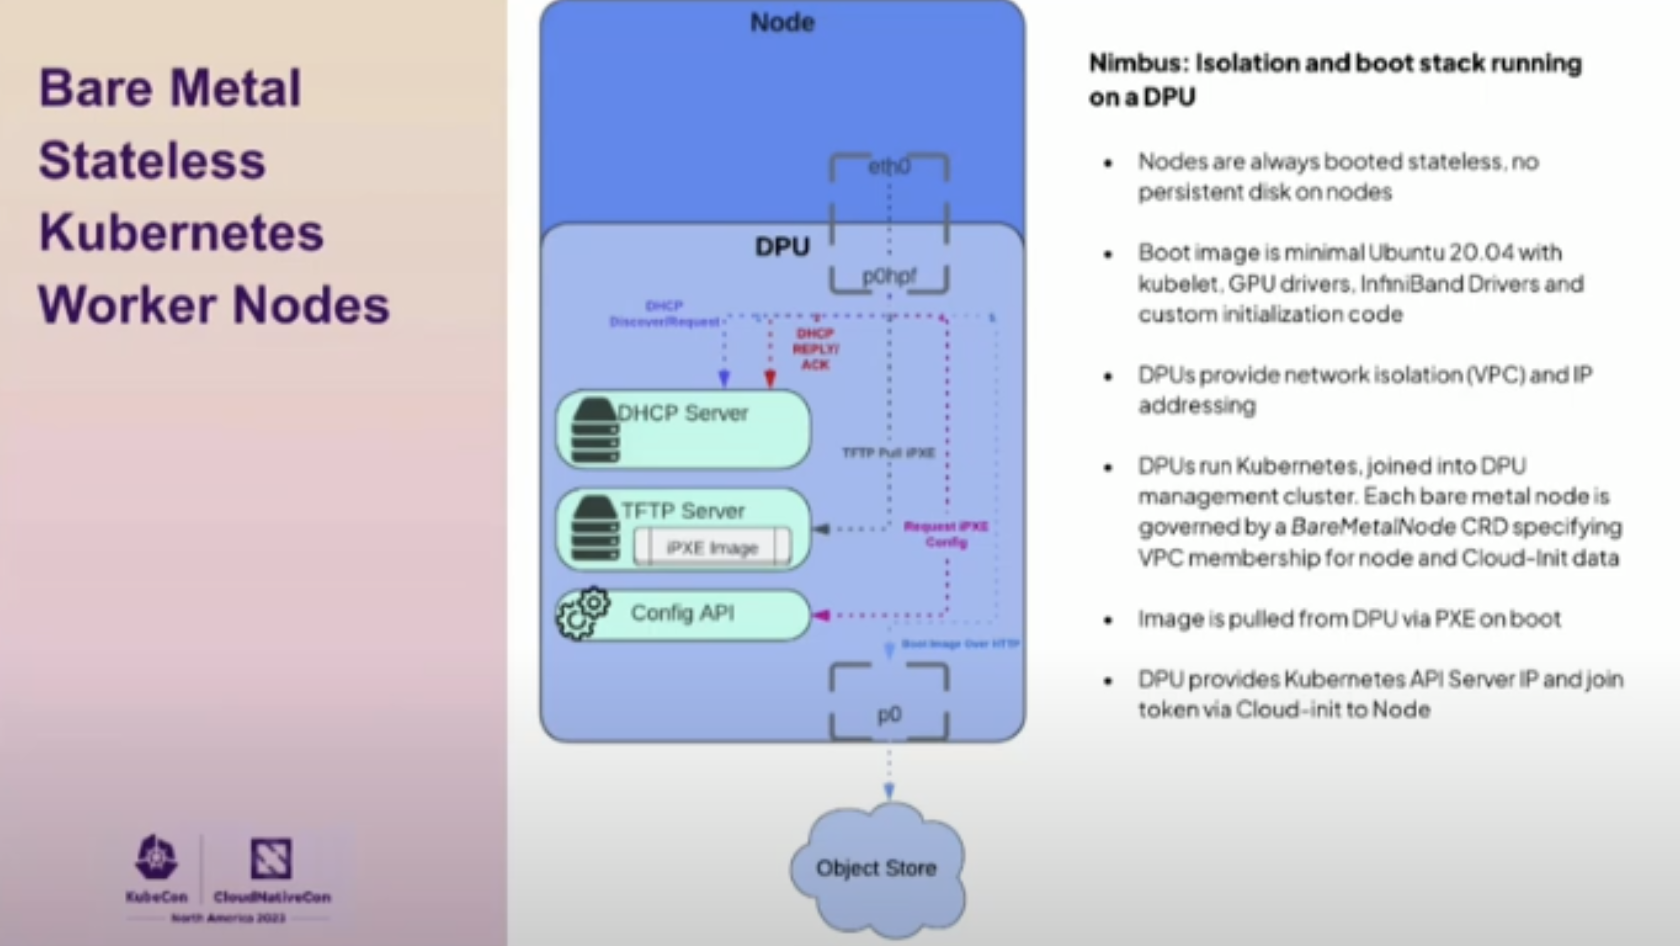 Bare Metal
Stateless
Kubernetes
Worker Nodes
KubeCon
CloudNativeCon
North America 2023
Node
eth0
DPU
p0hpf
DHCP
Discover/Request
DHCP
REPLY/
ACK
DHCP Server
TFTP Pull iPXE
TFTP Server
iPXE Image
Request iPXE
Config
Config API
Boot Image Over HTTP
p0
Object Store
Nimbus: Isolation and boot stack running
on a DPU
• Nodes are always booted stateless, no
persistent disk on nodes
• Boot image is minimal Ubuntu 20.04 with
kubelet, GPU drivers, InfiniBand Drivers and
custom initialization code
• DPUs provide network isolation (VPC) and IP
addressing
• DPUs run Kubernetes, joined into DPU
management cluster. Each bare metal node is
governed by a BareMetalNode CRD specifying
VPC membership for node and Cloud-Init data
• Image is pulled from DPU via PXE on boot
• DPU provides Kubernetes API Server IP and join
token via Cloud-init to Node